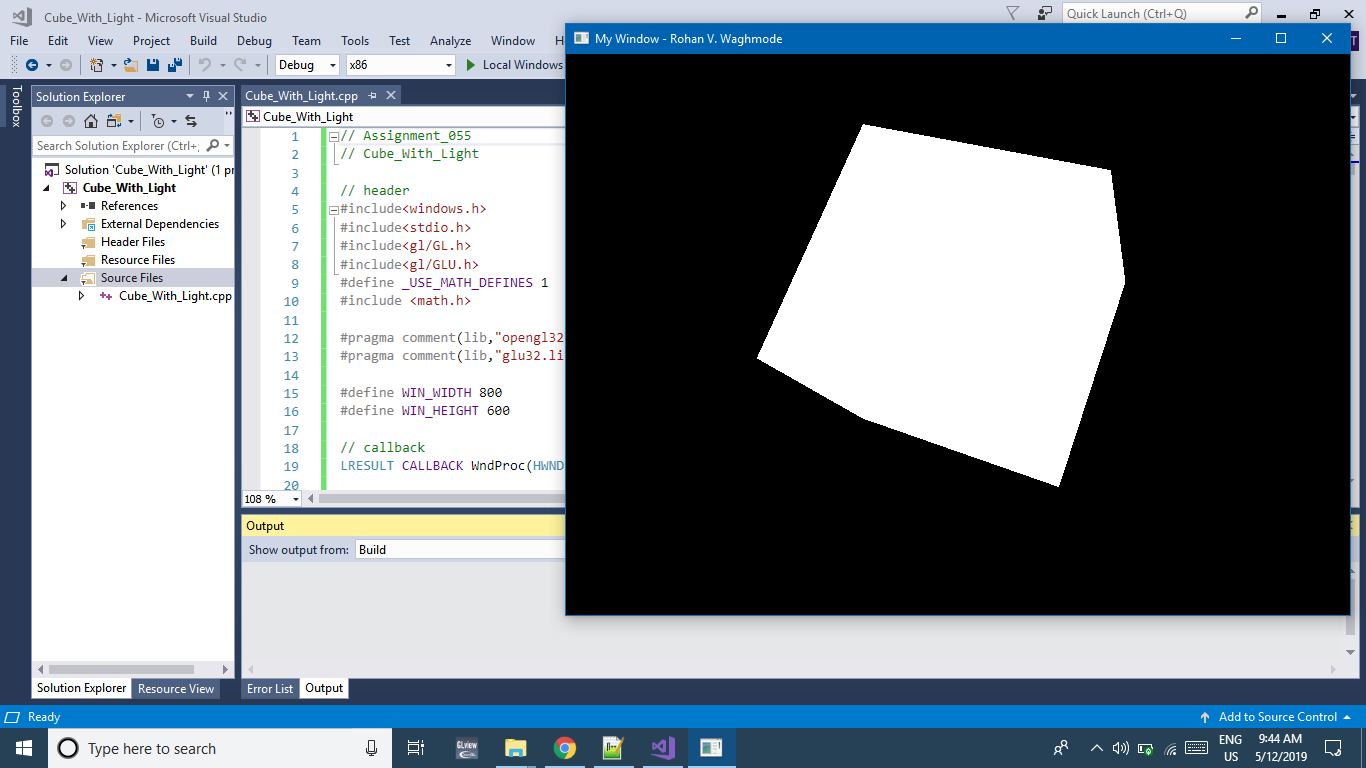 Cube_With_Light - Microsoft Visual Studio
Quick Launch (Ctrl+Q)
File Edit View Project Build Debug Team Tools Test Analyze Window H
Debug x86 Local Windows
My Window - Rohan V. Waghmode
Toolbox
Solution Explorer
Search Solution Explorer (Ctrl+;
Solution 'Cube_With_Light' (1 pr
Cube_With_Light
References
External Dependencies
Header Files
Resource Files
Source Files
Cube_With_Light.cpp
Solution Explorer Resource View
Cube_With_Light.cpp
Cube_With_Light
1 // Assignment_055
2 // Cube_With_Light
3
4 // header
5 #include<windows.h>
6 #include<stdio.h>
7 #include<gl/GL.h>
8 #include<gl/GLU.h>
9 #define _USE_MATH_DEFINES 1
10 #include <math.h>
11
12 #pragma comment(lib,"opengl32
13 #pragma comment(lib,"glu32.li
14
15 #define WIN_WIDTH 800
16 #define WIN_HEIGHT 600
17
18 // callback
19 LRESULT CALLBACK WndProc(HWND
20
108 %
Output
Show output from: Build
Error List Output
Ready
Add to Source Control
Type here to search
GLview
ENG
US
9:44 AM
5/12/2019